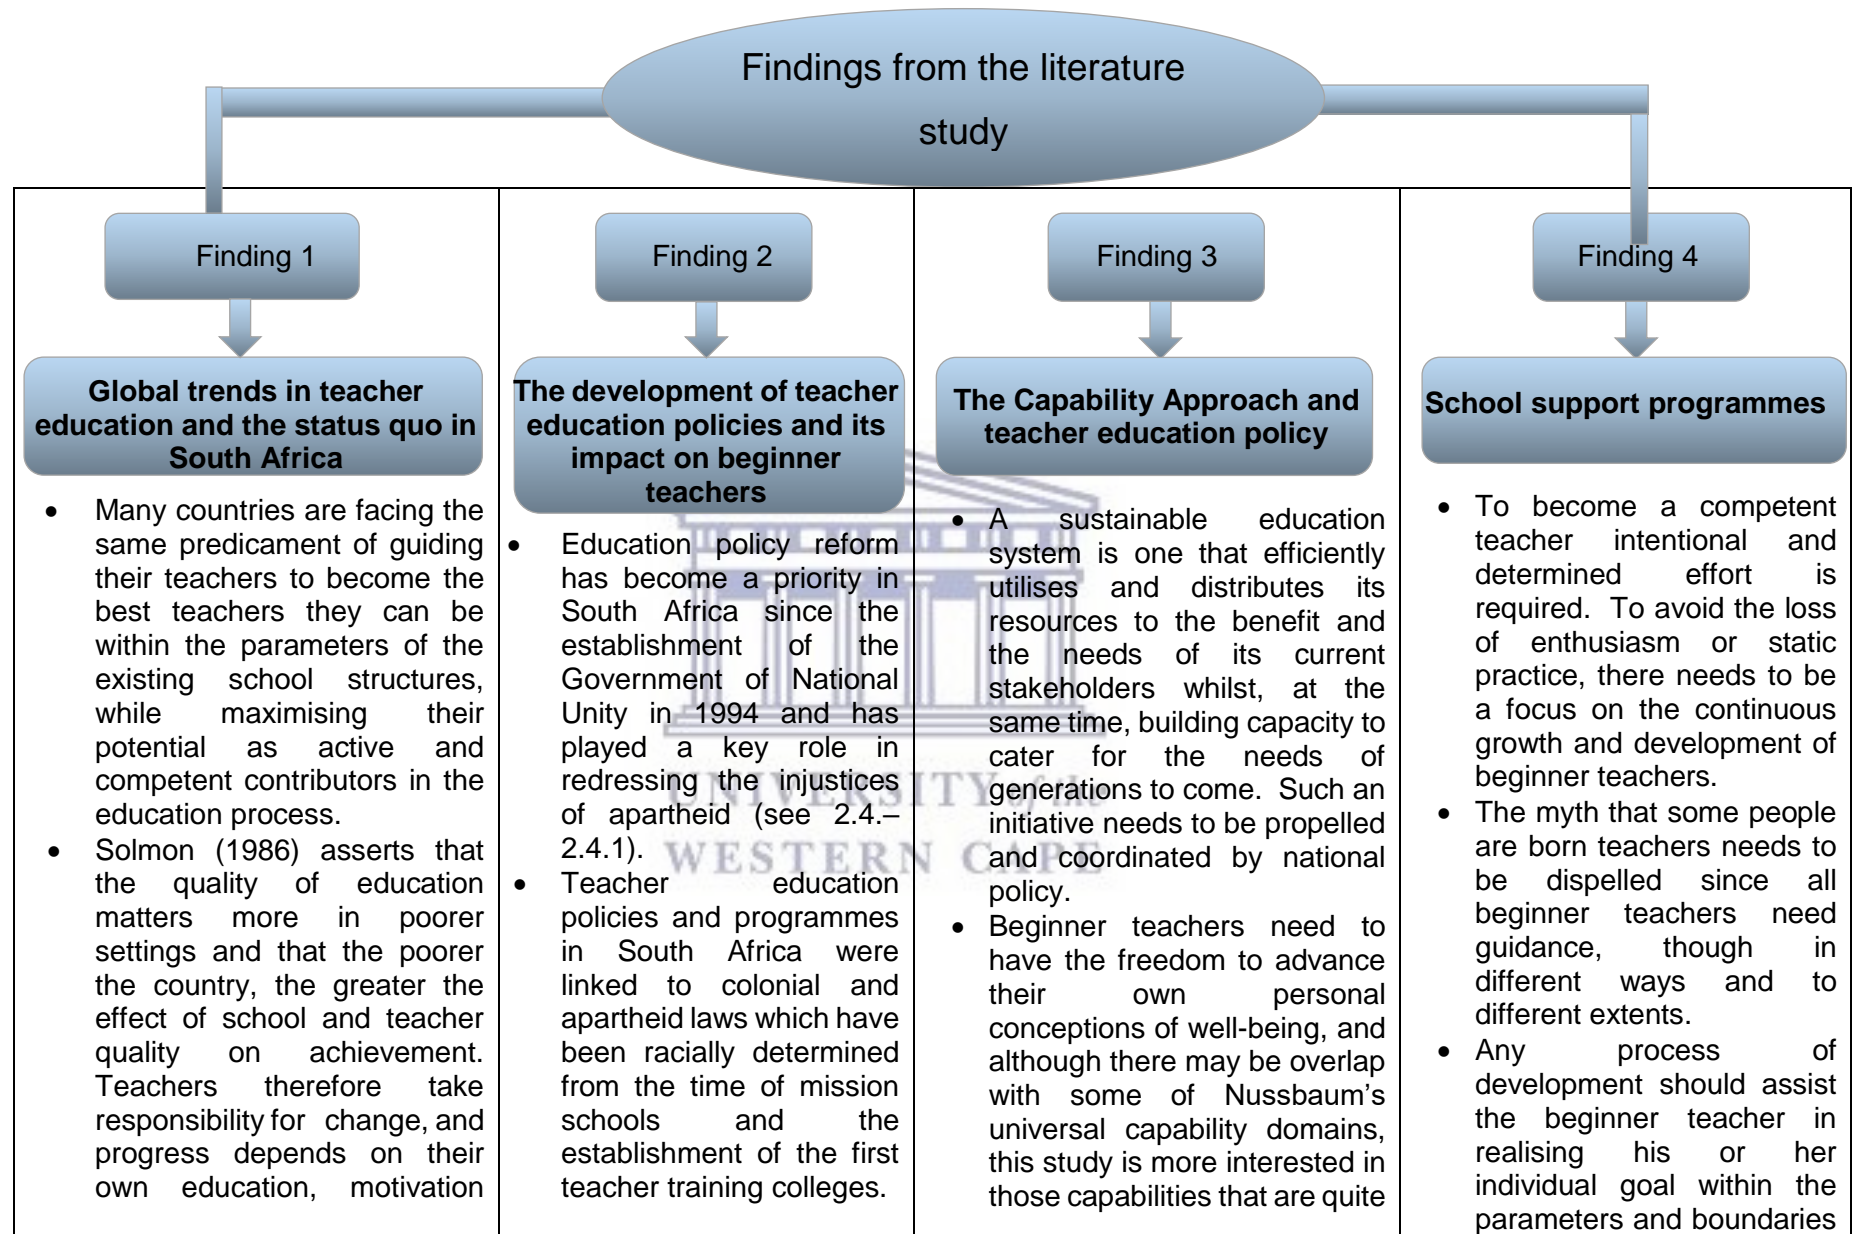 Findings from the literature
study
Finding 1
Global trends in teacher
education and the status quo in
South Africa
• Many countries are facing the
same predicament of guiding
their teachers to become the
best teachers they can be
within the parameters of the
existing school structures,
while maximising their
potential as active and
competent contributors in the
education process.
• Solmon (1986) asserts that
the quality of education
matters more in poorer
settings and that the poorer
the country, the greater the
effect of school and teacher
quality on achievement.
Teachers therefore take
responsibility for change, and
progress depends on their
own education, motivation
Finding 2
The development of teacher
education policies and its
impact on beginner
teachers
• Education policy reform
has become a priority in
South Africa since the
establishment of the
Government of National
Unity in 1994 and has
played a key role in
redressing the injustices
of apartheid (see 2.4.–
2.4.1).
• Teacher education
policies and programmes
in South Africa were
linked to colonial and
apartheid laws which have
been racially determined
from the time of mission
schools and the
establishment of the first
teacher training colleges.
Finding 3
The Capability Approach and
teacher education policy
• A sustainable education
system is one that efficiently
utilises and distributes its
resources to the benefit and
the needs of its current
stakeholders whilst, at the
same time, building capacity to
cater for the needs of
generations to come. Such an
initiative needs to be propelled
and coordinated by national
policy.
• Beginner teachers need to
have the freedom to advance
their own personal
conceptions of well-being, and
although there may be overlap
with some of Nussbaum’s
universal capability domains,
this study is more interested in
those capabilities that are quite
Finding 4
School support programmes
• To become a competent
teacher intentional and
determined effort is
required. To avoid the loss
of enthusiasm or static
practice, there needs to be
a focus on the continuous
growth and development of
beginner teachers.
• The myth that some people
are born teachers needs to
be dispelled since all
beginner teachers need
guidance, though in
different ways and to
different extents.
• Any process of
development should assist
the beginner teacher in
realising his or her
individual goal within the
parameters and boundaries
UNIVERSITY of the
WESTERN CAPE